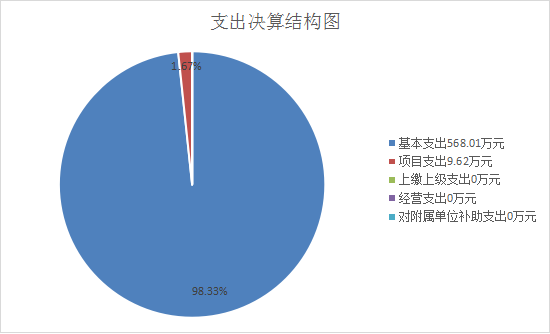 支出决算结构图
1.67%
基本支出568.01万元
项目支出9.62万元
上缴上级支出0万元
经营支出0万元
对附属单位补助支出0万元
98.33%